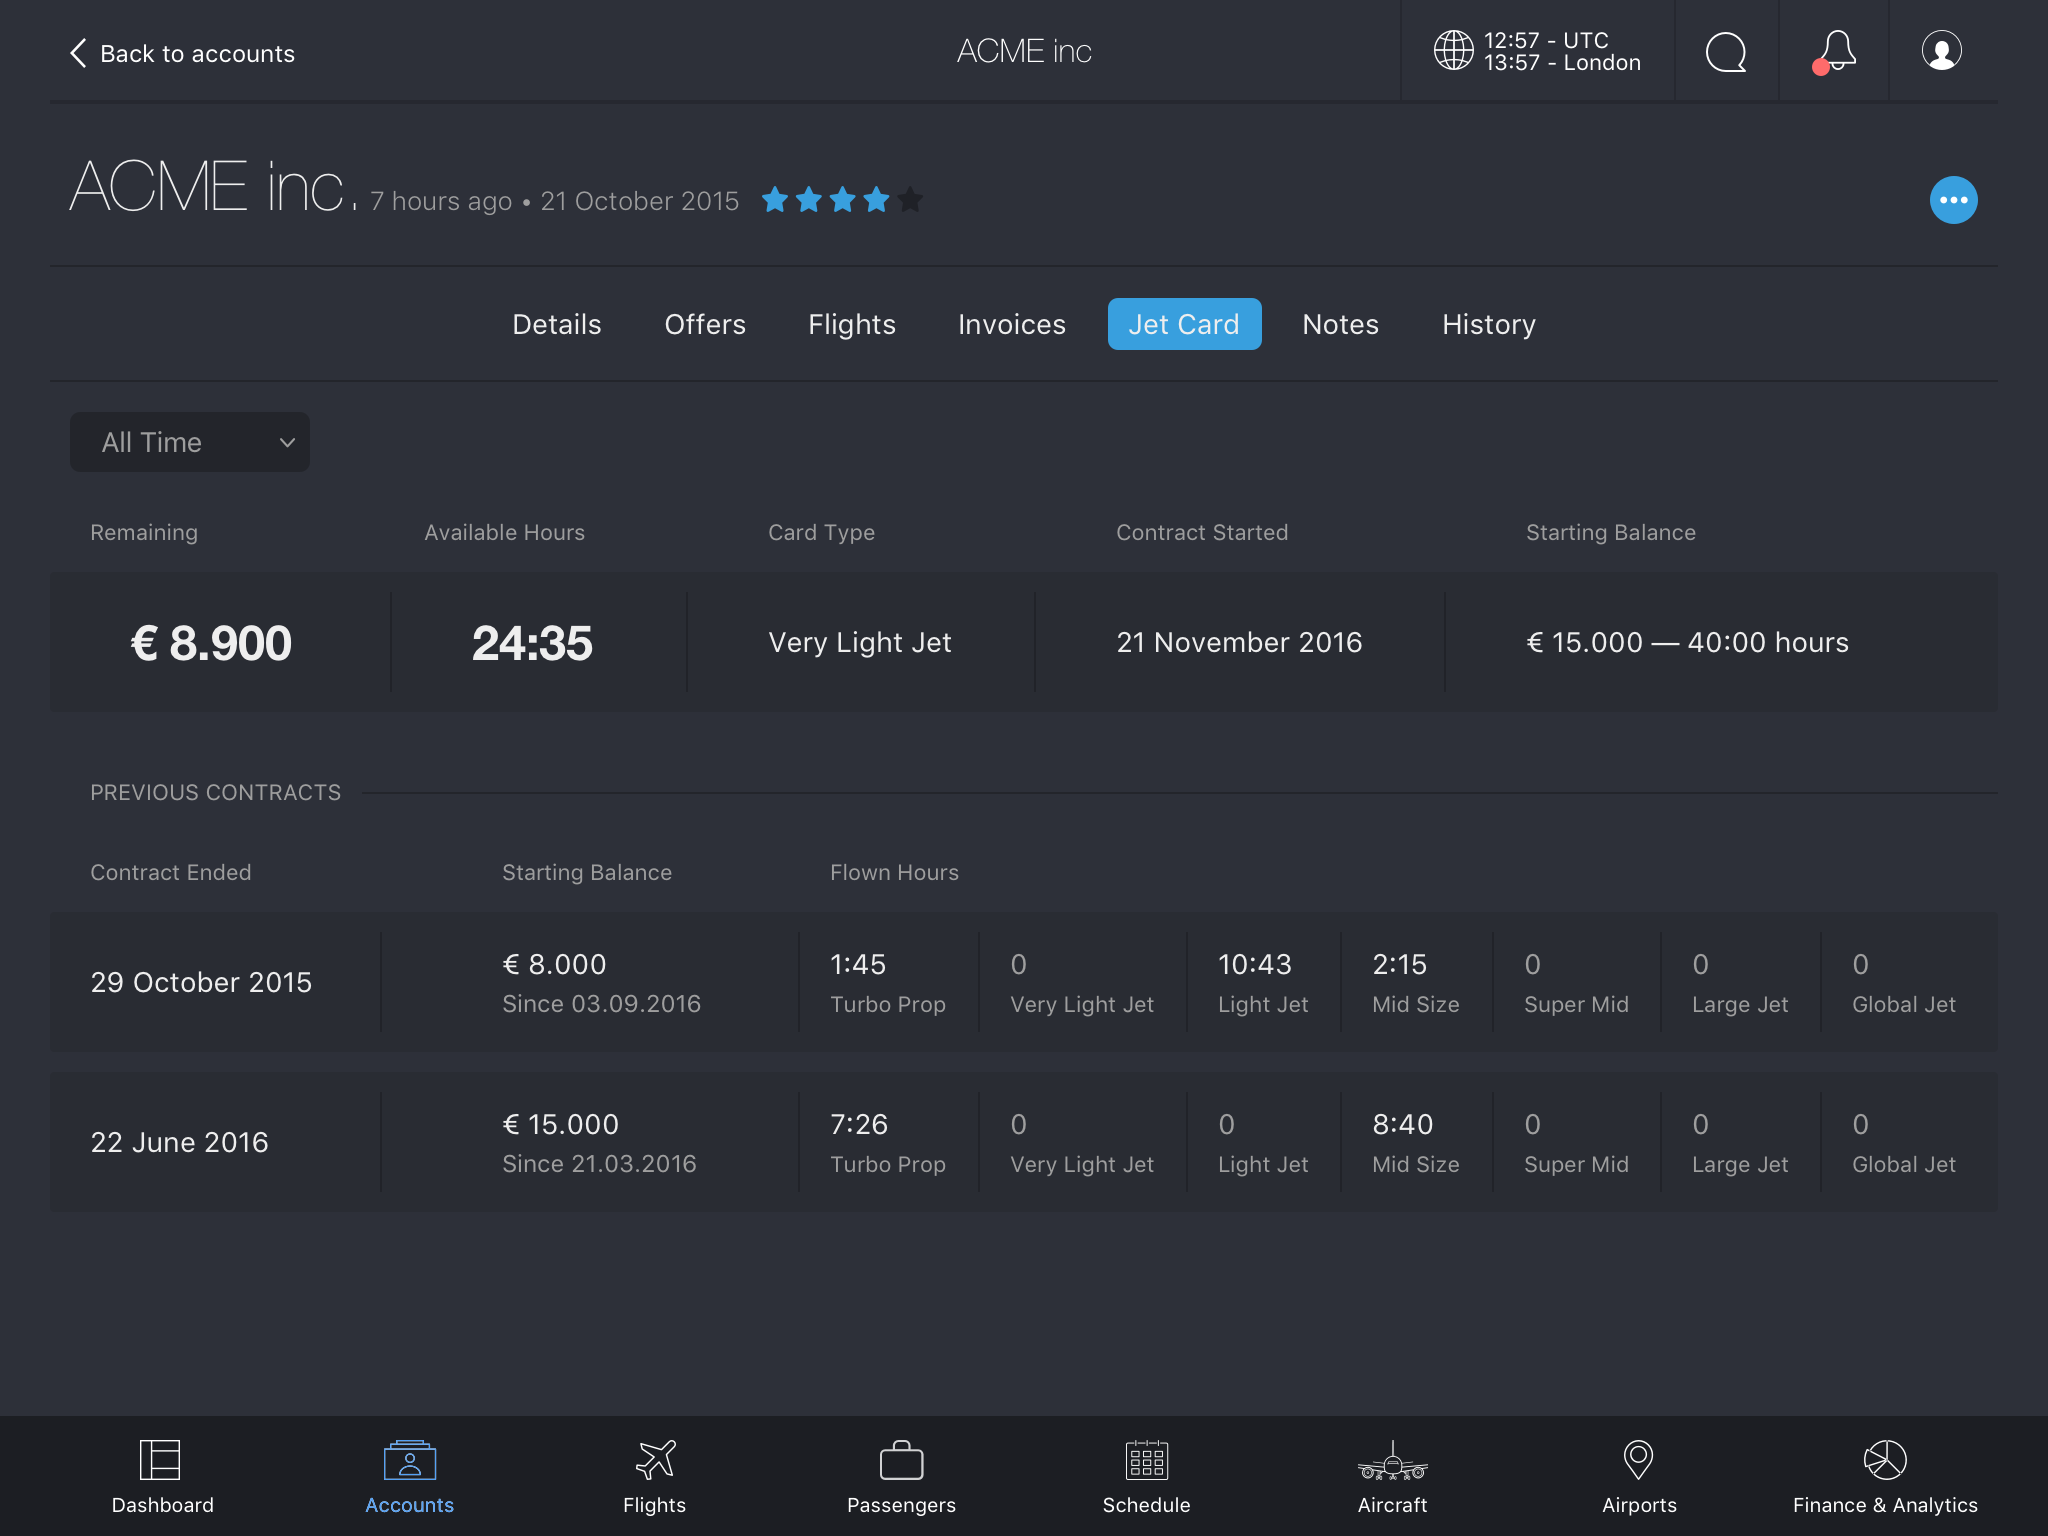 Back to accounts
ACME inc
12:57 - UTC
13:57 - London
ACME inc. 7 hours ago • 21 October 2015
Details Offers Flights Invoices Jet Card Notes History
All Time
Remaining Available Hours Card Type Contract Started Starting Balance
€ 8.900 24:35 Very Light Jet 21 November 2016 € 15.000 — 40:00 hours
PREVIOUS CONTRACTS
Contract Ended Starting Balance Flown Hours
29 October 2015
€ 8.000 1:45 0 10:43 2:15 0 0 0
Since 03.09.2016 Turbo Prop Very Light Jet Light Jet Mid Size Super Mid Large Jet Global Jet
22 June 2016
€ 15.000 7:26 0 0 8:40 0 0 0
Since 21.03.2016 Turbo Prop Very Light Jet Light Jet Mid Size Super Mid Large Jet Global Jet
Dashboard Accounts Flights Passengers Schedule Aircraft Airports Finance & Analytics